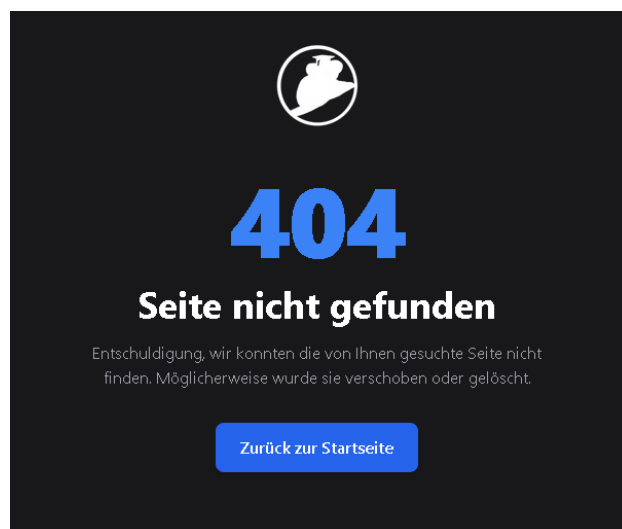 404
Seite nicht gefunden
Entschuldigung, wir konnten die von Ihnen gesuchte Seite nicht
finden. Möglicherweise wurde sie verschoben oder gelöscht.
Zurück zur Startseite